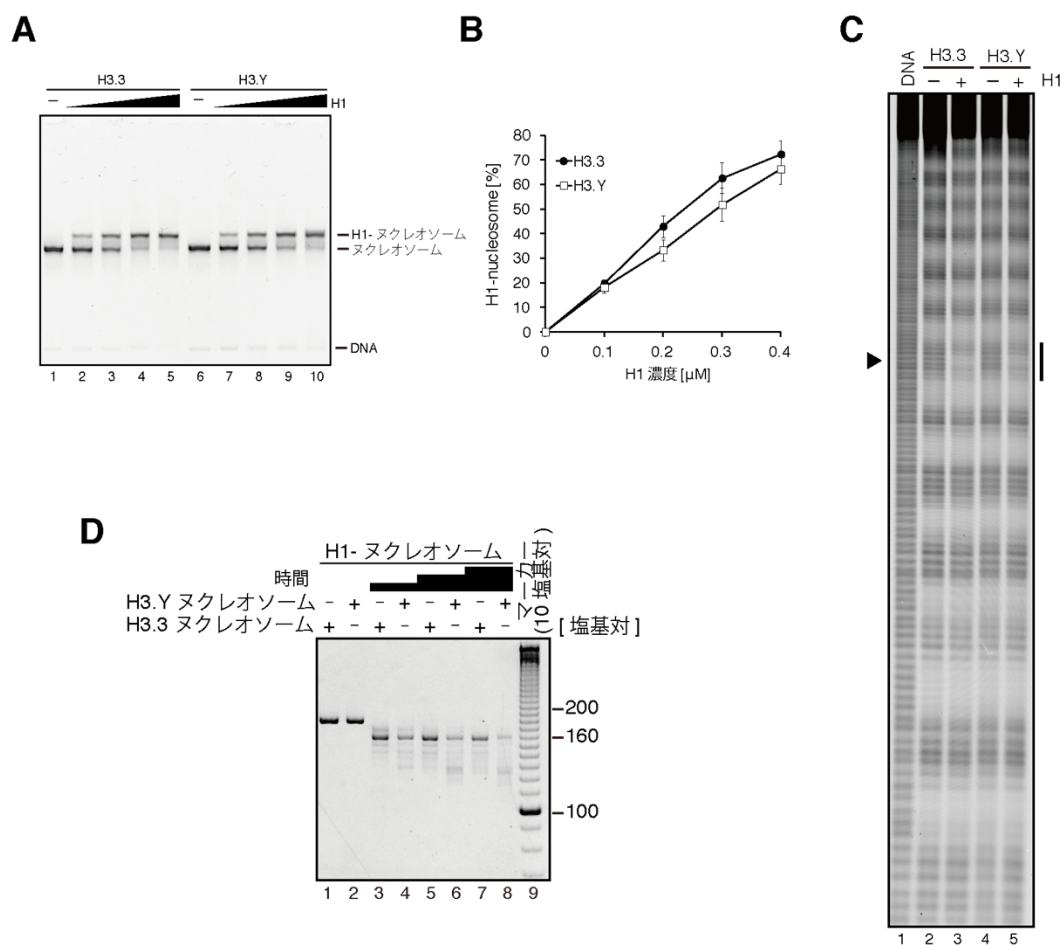 A
H3.3 H3.Y
− − H1
H1- ヌクレオソーム
ヌクレオソーム
DNA
1 2 3 4 5 6 7 8 9 10
B
H1-nucleosome [%]
80
70
60
50
40
30
20
10
0
H3.3
H3.Y
0 0.1 0.2 0.3 0.4
H1 濃度 [μM]
C
DNA
H3.3 H3.Y
− + − + H1
1 2 3 4 5
D
H1- ヌクレオソーム
時間
H3.Y ヌクレオソーム − + − + − + − +
H3.3 ヌクレオソーム + − + − + − + −
マーカー
(10 塩基対)
[ 塩基対 ]
200
160
100
1 2 3 4 5 6 7 8 9